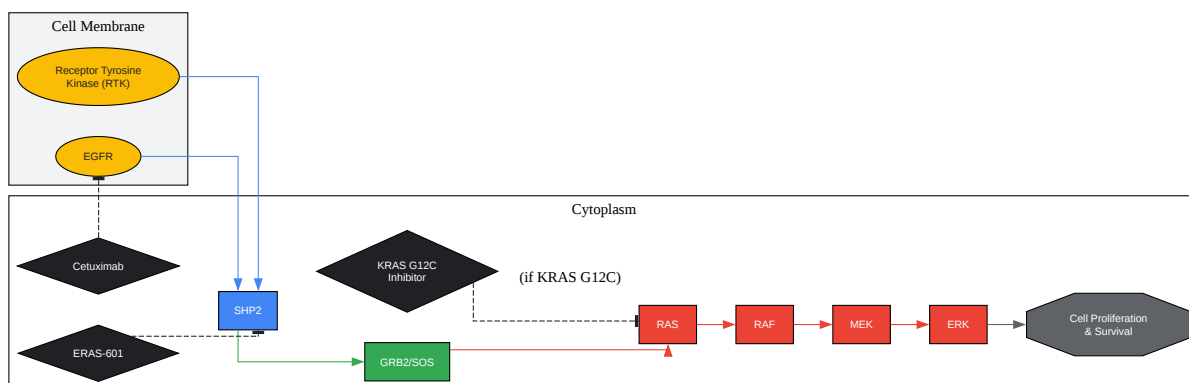 Cell Membrane
Receptor Tyrosine
Kinase (RTK)
EGFR
Cytoplasm
Cetuximab
KRAS G12C
Inhibitor
(if KRAS G12C)
SHP2
RAS
RAF
MEK
ERK
Cell Proliferation
& Survival
ERAS-601
GRB2/SOS